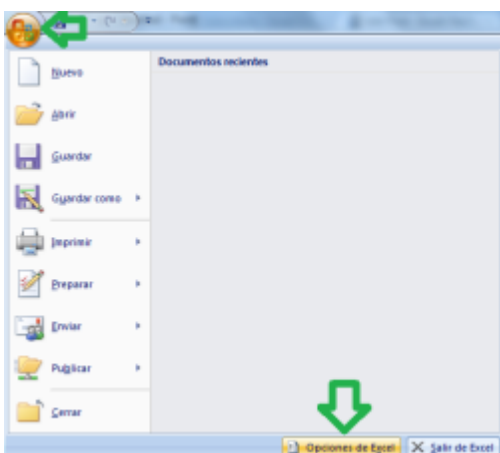 Documentos recientes
Nuevo
Abrir
Guardar
Guardar como
Imprimir
Preparar
Enviar
Publicar
Cerrar
Opciones de Excel
Salir de Excel